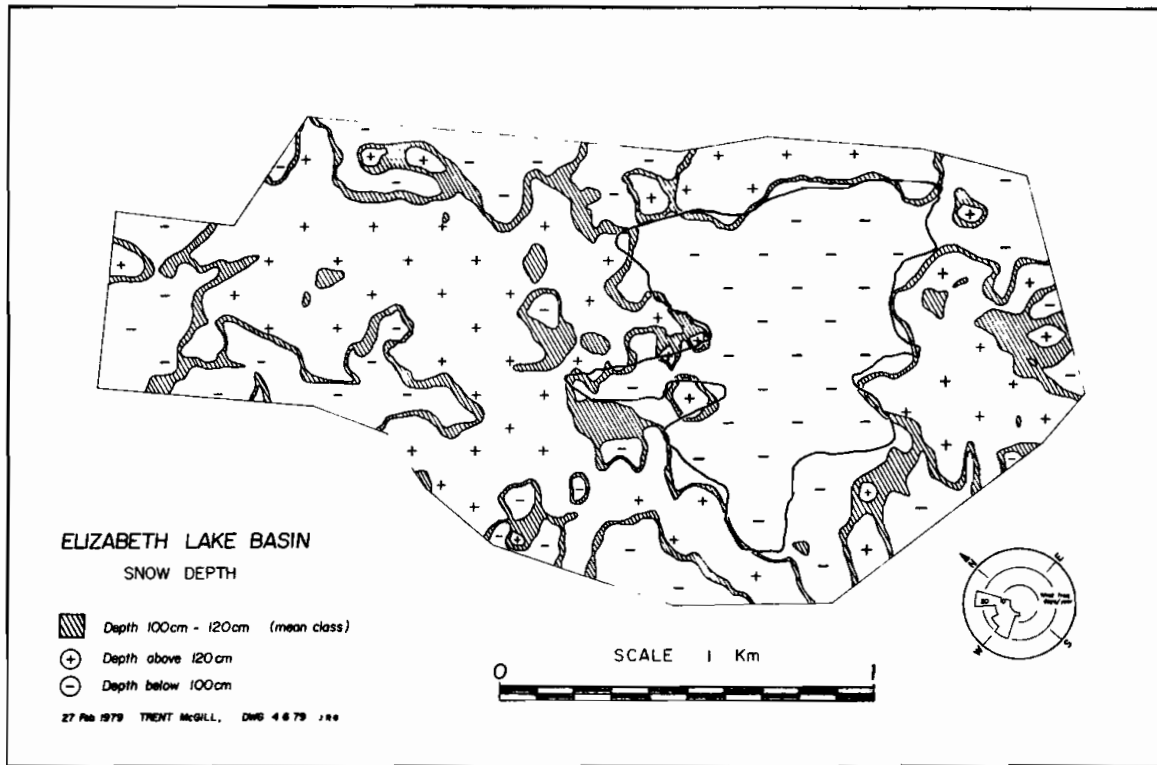 ELIZABETH LAKE BASIN
SNOW DEPTH
Depth 100cm - 120cm (mean class)
+ Depth above 120cm
- Depth below 100cm
27 Feb 1979 TRENT McGILL, DWG 4 6 79
SCALE 1 Km
0 1
N E
W S
20